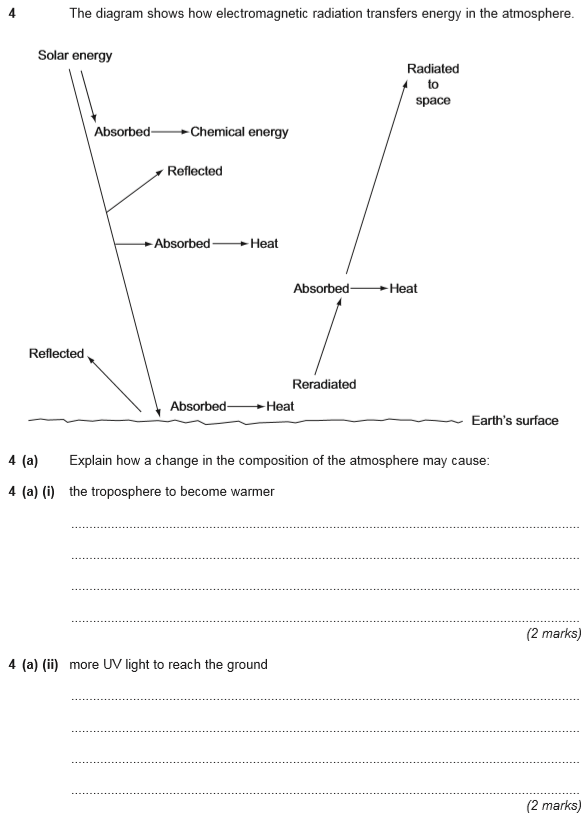 4 The diagram shows how electromagnetic radiation transfers energy in the atmosphere.
Solar energy
Radiated
to
space
Absorbed Chemical energy
Reflected
Absorbed Heat
Absorbed Heat
Reflected
Reradiated
Absorbed Heat
Earth's surface
4 (a) Explain how a change in the composition of the atmosphere may cause:
4 (a) (i) the troposphere to become warmer
(2 marks)
4 (a) (ii) more UV light to reach the ground
(2 marks)